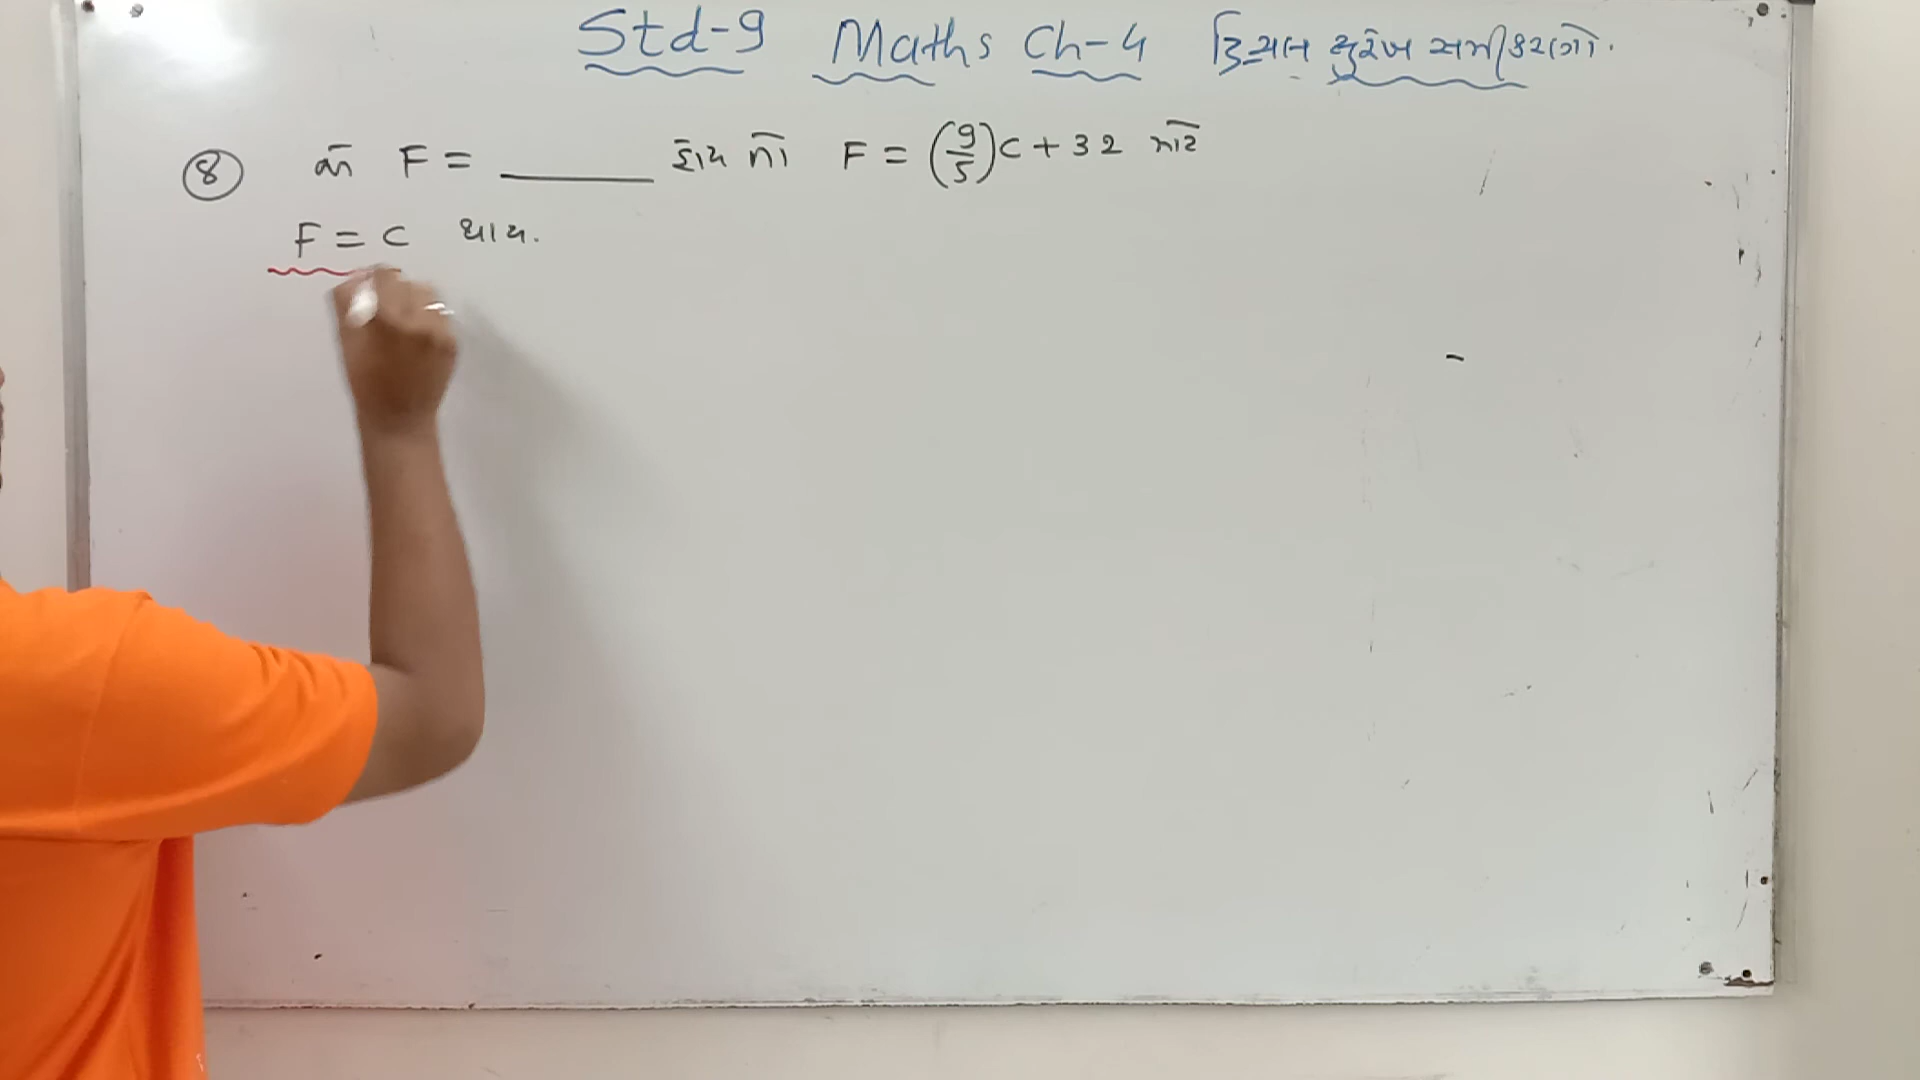 Std-9 Maths Ch-4 દ્વિચલ સુરેખ સમીકરણો.
⑧ જો F = ______ હોય તો F = (9/5)C + 32 માટે
F = C થાય.